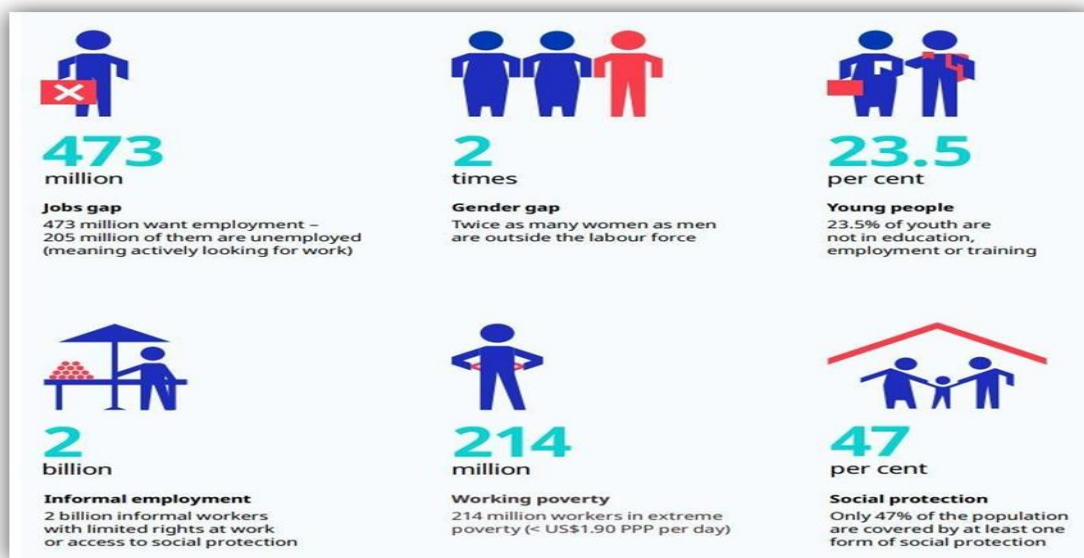 473
million
Jobs gap
473 million want employment –
205 million of them are unemployed
(meaning actively looking for work)
2
times
Gender gap
Twice as many women as men
are outside the labour force
23.5
per cent
Young people
23.5% of youth are
not in education,
employment or training
2
billion
Informal employment
2 billion informal workers
with limited rights at work
or access to social protection
214
million
Working poverty
214 million workers in extreme
poverty (< US$1.90 PPP per day)
47
per cent
Social protection
Only 47% of the population
are covered by at least one
form of social protection